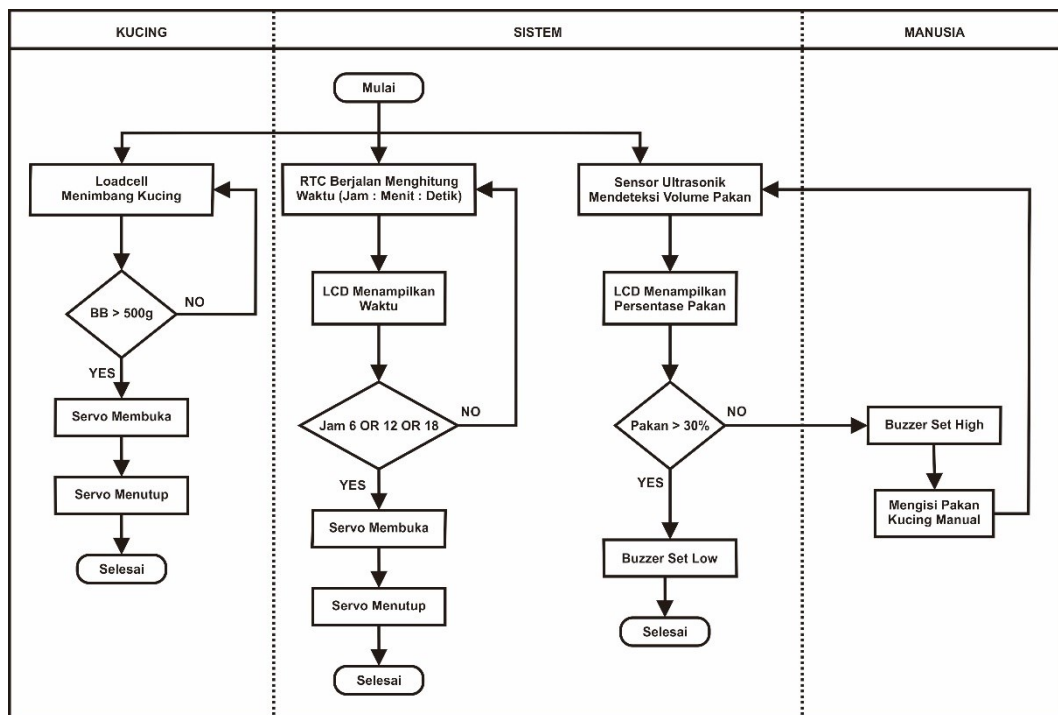 KUCING
SISTEM
MANUSIA
Mulai
Loadcell
Menimbang Kucing
BB > 500g
NO
YES
Servo Membuka
Servo Menutup
Selesai
RTC Berjalan Menghitung
Waktu (Jam : Menit : Detik)
LCD Menampilkan
Waktu
Jam 6 OR 12 OR 18
NO
YES
Servo Membuka
Servo Menutup
Selesai
Sensor Ultrasonik
Mendeteksi Volume Pakan
LCD Menampilkan
Persentase Pakan
Pakan > 30%
NO
YES
Buzzer Set Low
Selesai
Buzzer Set High
Mengisi Pakan
Kucing Manual